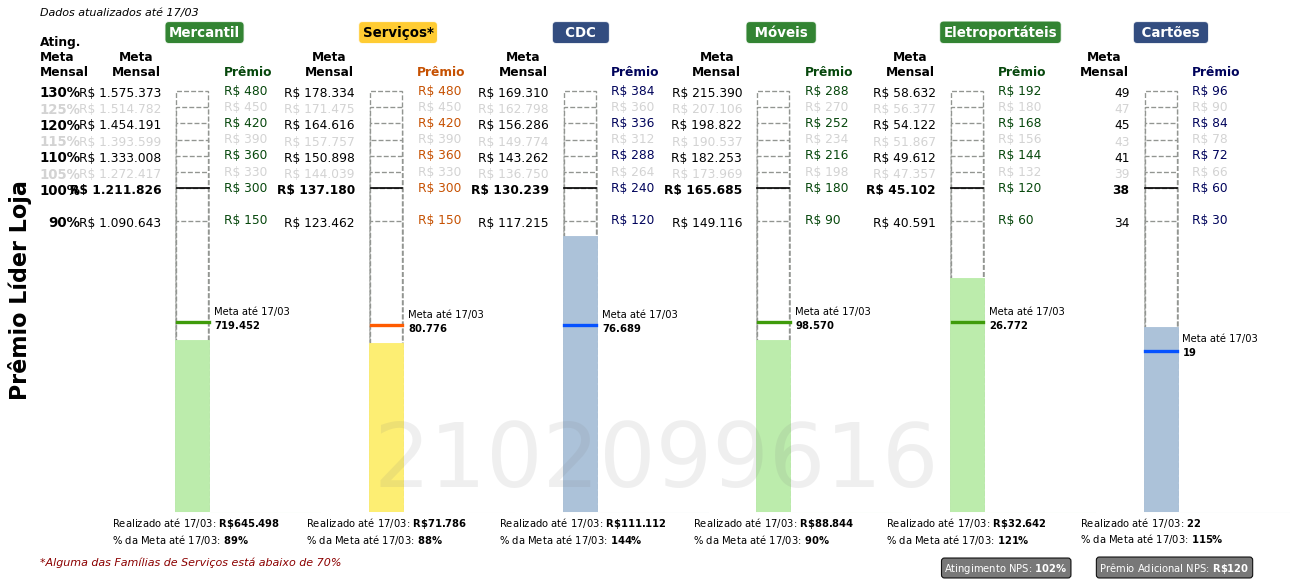 Dados atualizados até 17/03
Mercantil Serviços* CDC Móveis Eletroportáteis Cartões
Ating.
Meta Meta Meta Meta Meta Meta Meta
Mensal Mensal Prêmio Mensal Prêmio Mensal Prêmio Mensal Prêmio Mensal Prêmio Mensal Prêmio
130% R$ 1.575.373 R$ 480 R$ 178.334 R$ 480 R$ 169.310 R$ 384 R$ 215.390 R$ 288 R$ 58.632 R$ 192 49 R$ 96
125% R$ 1.514.782 R$ 450 R$ 171.475 R$ 450 R$ 162.798 R$ 360 R$ 207.106 R$ 270 R$ 56.377 R$ 180 47 R$ 90
120% R$ 1.454.191 R$ 420 R$ 164.616 R$ 420 R$ 156.286 R$ 336 R$ 198.822 R$ 252 R$ 54.122 R$ 168 45 R$ 84
115% R$ 1.393.599 R$ 390 R$ 157.757 R$ 390 R$ 149.774 R$ 312 R$ 190.537 R$ 234 R$ 51.867 R$ 156 43 R$ 78
110% R$ 1.333.008 R$ 360 R$ 150.898 R$ 360 R$ 143.262 R$ 288 R$ 182.253 R$ 216 R$ 49.612 R$ 144 41 R$ 72
105% R$ 1.272.417 R$ 330 R$ 144.039 R$ 330 R$ 136.750 R$ 264 R$ 173.969 R$ 198 R$ 47.357 R$ 132 39 R$ 66
100% R$ 1.211.826 R$ 300 R$ 137.180 R$ 300 R$ 130.239 R$ 240 R$ 165.685 R$ 180 R$ 45.102 R$ 120 38 R$ 60
90% R$ 1.090.643 R$ 150 R$ 123.462 R$ 150 R$ 117.215 R$ 120 R$ 149.116 R$ 90 R$ 40.591 R$ 60 34 R$ 30
Prêmio Líder Loja
Meta até 17/03 Meta até 17/03 Meta até 17/03 Meta até 17/03 Meta até 17/03 Meta até 17/03
719.452 80.776 76.689 98.570 26.772 19
2102099616
Realizado até 17/03: R$645.498 Realizado até 17/03: R$71.786 Realizado até 17/03: R$111.112 Realizado até 17/03: R$88.844 Realizado até 17/03: R$32.642 Realizado até 17/03: 22
% da Meta até 17/03: 89% % da Meta até 17/03: 88% % da Meta até 17/03: 144% % da Meta até 17/03: 90% % da Meta até 17/03: 121% % da Meta até 17/03: 115%
*Alguma das Famílias de Serviços está abaixo de 70% Atingimento NPS: 102% Prêmio Adicional NPS: R$120